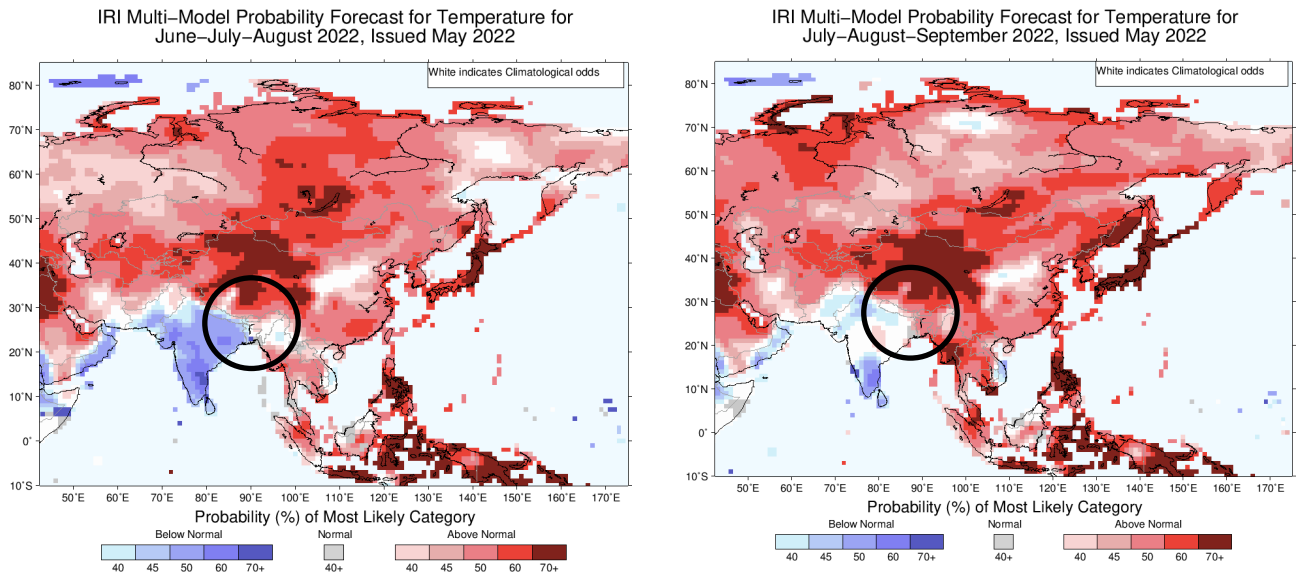 IRI Multi−Model Probability Forecast for Temperature for
June−July−August 2022, Issued May 2022
White indicates Climatological odds
80°N
70°N
60°N
50°N
40°N
30°N
20°N
10°N
0°
10°S
50°E 60°E 70°E 80°E 90°E 100°E 110°E 120°E 130°E 140°E 150°E 160°E 170°E
Probability (%) of Most Likely Category
Below Normal Normal Above Normal
40 45 50 60 70+ 40+ 40 45 50 60 70+
IRI Multi−Model Probability Forecast for Temperature for
July−August−September 2022, Issued May 2022
White indicates Climatological odds
80°N
70°N
60°N
50°N
40°N
30°N
20°N
10°N
0°
10°S
50°E 60°E 70°E 80°E 90°E 100°E 110°E 120°E 130°E 140°E 150°E 160°E 170°E
Probability (%) of Most Likely Category
Below Normal Normal Above Normal
40 45 50 60 70+ 40+ 40 45 50 60 70+